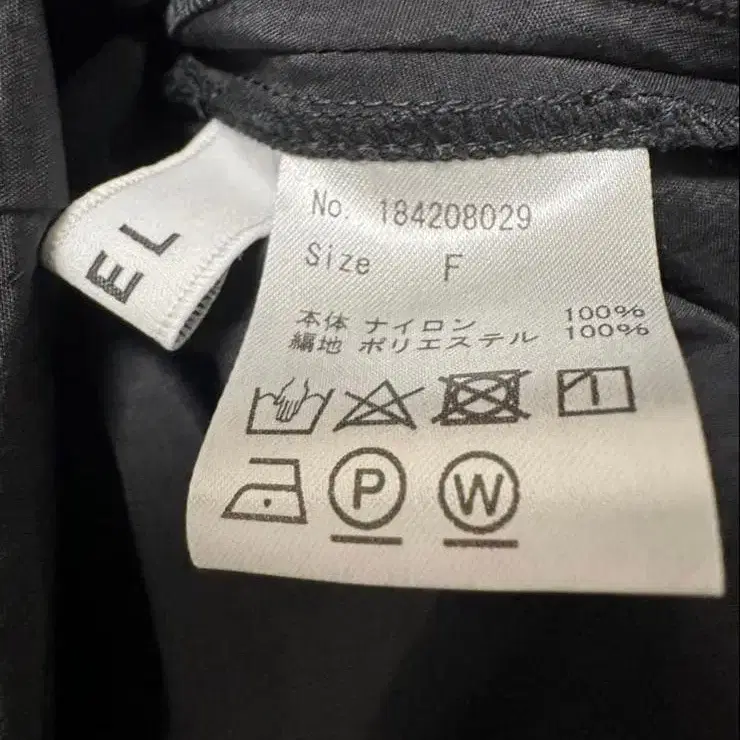 EL
No. 184208029
Size F
本体 ナイロン 100%
編地 ポリエステル 100%
P W